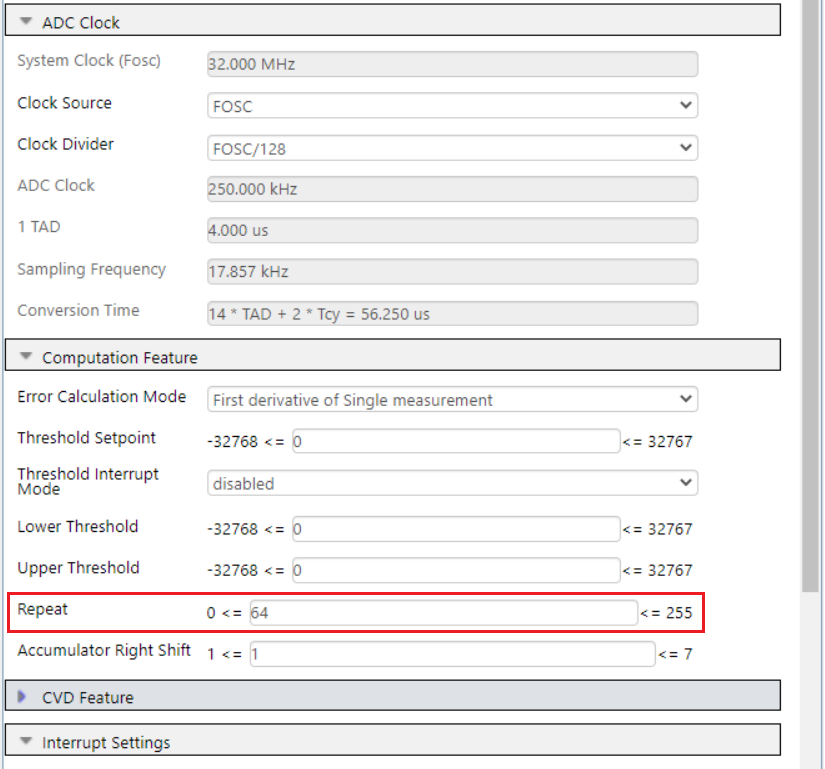 ADC Clock
System Clock (Fosc) 32.000 MHz
Clock Source FOSC
Clock Divider FOSC/128
ADC Clock 250.000 kHz
1 TAD 4.000 us
Sampling Frequency 17.857 kHz
Conversion Time 14 * TAD + 2 * Tcy = 56.250 us
Computation Feature
Error Calculation Mode First derivative of Single measurement
Threshold Setpoint -32768 <= 0 <= 32767
Threshold Interrupt
Mode disabled
Lower Threshold -32768 <= 0 <= 32767
Upper Threshold -32768 <= 0 <= 32767
Repeat 0 <= 64 <= 255
Accumulator Right Shift 1 <= 1 <= 7
CVD Feature
Interrupt Settings